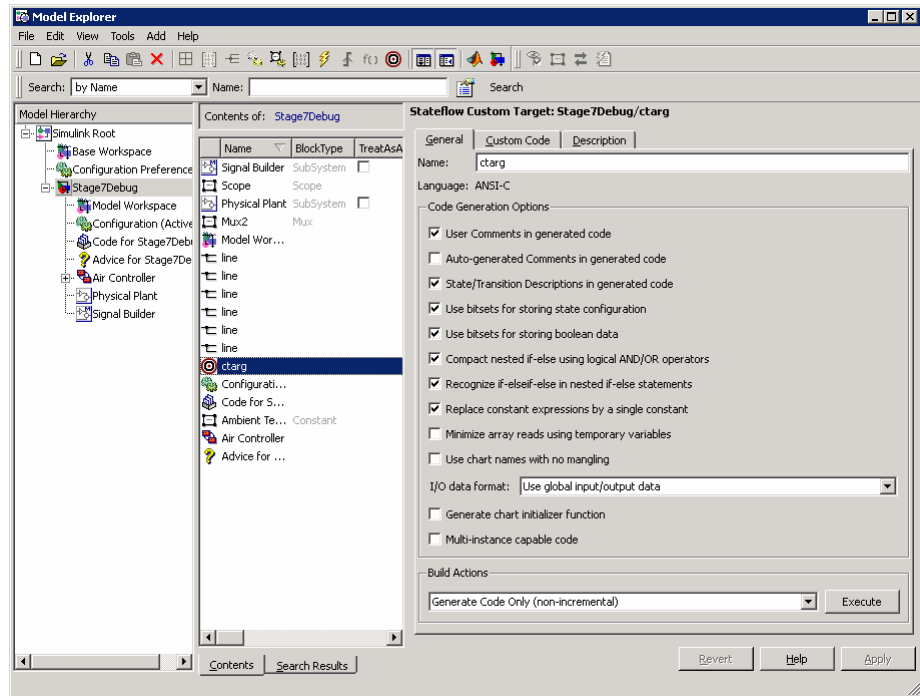 Model Explorer
File Edit View Tools Add Help
Search: by Name Name: Search
Model Hierarchy
Simulink Root
Base Workspace
Configuration Preference
Stage7Debug
Model Workspace
Configuration (Active
Code for Stage7Deb
Advice for Stage7De
Air Controller
Physical Plant
Signal Builder
Contents of: Stage7Debug
Name BlockType TreatAsA
Signal Builder SubSystem
Scope Scope
Physical Plant SubSystem
Mux2 Mux
Model Wor...
line
line
line
line
line
line
ctarg
Configurati...
Code for S...
Ambient Te... Constant
Air Controller
Advice for ...
Contents Search Results
Stateflow Custom Target: Stage7Debug/ctarg
General Custom Code Description
Name: ctarg
Language: ANSI-C
Code Generation Options
User Comments in generated code
Auto-generated Comments in generated code
State/Transition Descriptions in generated code
Use bitsets for storing state configuration
Use bitsets for storing boolean data
Compact nested if-else using logical AND/OR operators
Recognize if-elseif-else in nested if-else statements
Replace constant expressions by a single constant
Minimize array reads using temporary variables
Use chart names with no mangling
I/O data format: Use global input/output data
Generate chart initializer function
Multi-instance capable code
Build Actions
Generate Code Only (non-incremental) Execute
Revert Help Apply